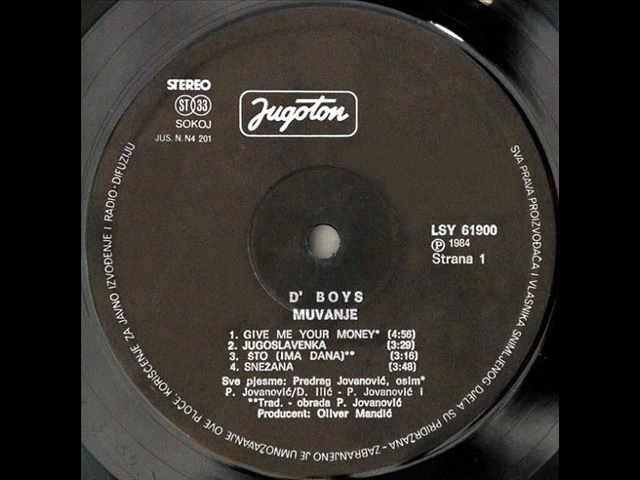 STEREO
ST 33
SOKOJ
JUS. N. N4 201
Jugoton
LSY 61900
℗ 1984
Strana 1
D' BOYS
MUVANJE
1. GIVE ME YOUR MONEY* (4:56)
2. JUGOSLAVENKA (3:29)
3. ŠTO (IMA DANA)** (3:16)
4. SNEŽANA (3:48)
Sve pjesme: Predrag Jovanović, osim*
P. Jovanović/D. Ilić - P. Jovanović i
**Trad. - obrada P. Jovanović
Producent: Oliver Mandić
SVA PRAVA PROIZVOĐAČA I VLASNIKA SNIMLJENOG DJELA SU PRIDRŽANA - ZABRANJENO JE UMNOŽAVANJE OVE PLOČE, KORIŠĆENJE ZA JAVNO IZVOĐENJE I RADIO-DIFUZIJU